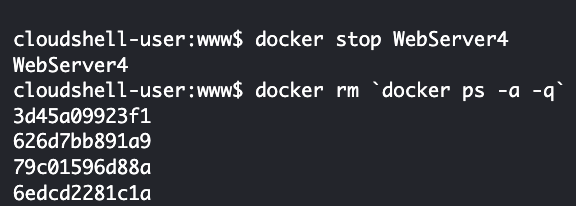 cloudshell-user:www$ docker stop WebServer4
WebServer4
cloudshell-user:www$ docker rm `docker ps -a -q`
3d45a09923f1
626d7bb891a9
79c01596d88a
6edcd2281c1a